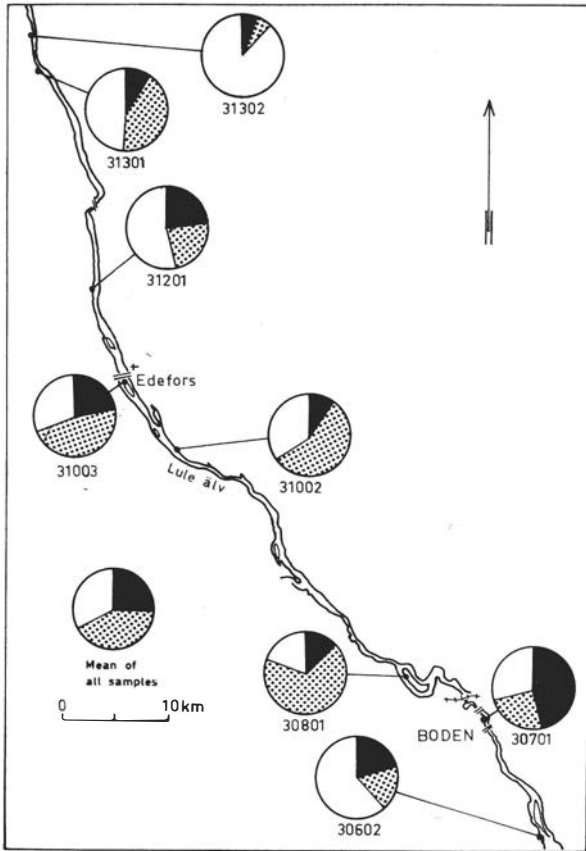 31302
31301
31201
Edefors
31003
31002
Lule älv
Mean of
all samples
0 10km
30801
30701
BODEN
30602